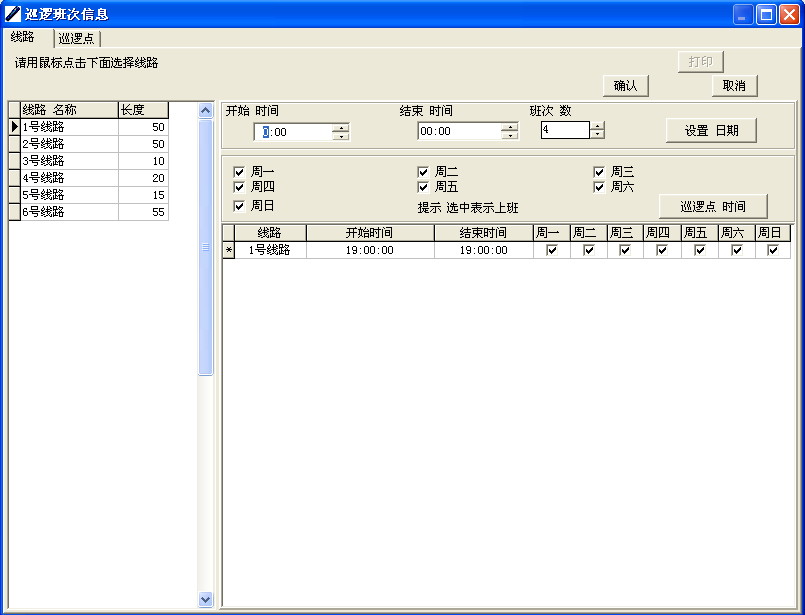 巡逻班次信息
线路 巡逻点
请用鼠标点击下面选择线路
打印
确认 取消
线路 名称 长度
1号线路 50
2号线路 50
3号线路 10
4号线路 20
5号线路 15
6号线路 55
开始 时间 结束 时间 班次 数
0:00 00:00 4 设置 日期
周一 周二 周三
周四 周五 周六
周日 提示 选中表示上班 巡逻点 时间
线路 开始时间 结束时间 周一 周二 周三 周四 周五 周六 周日
* 1号线路 19:00:00 19:00:00